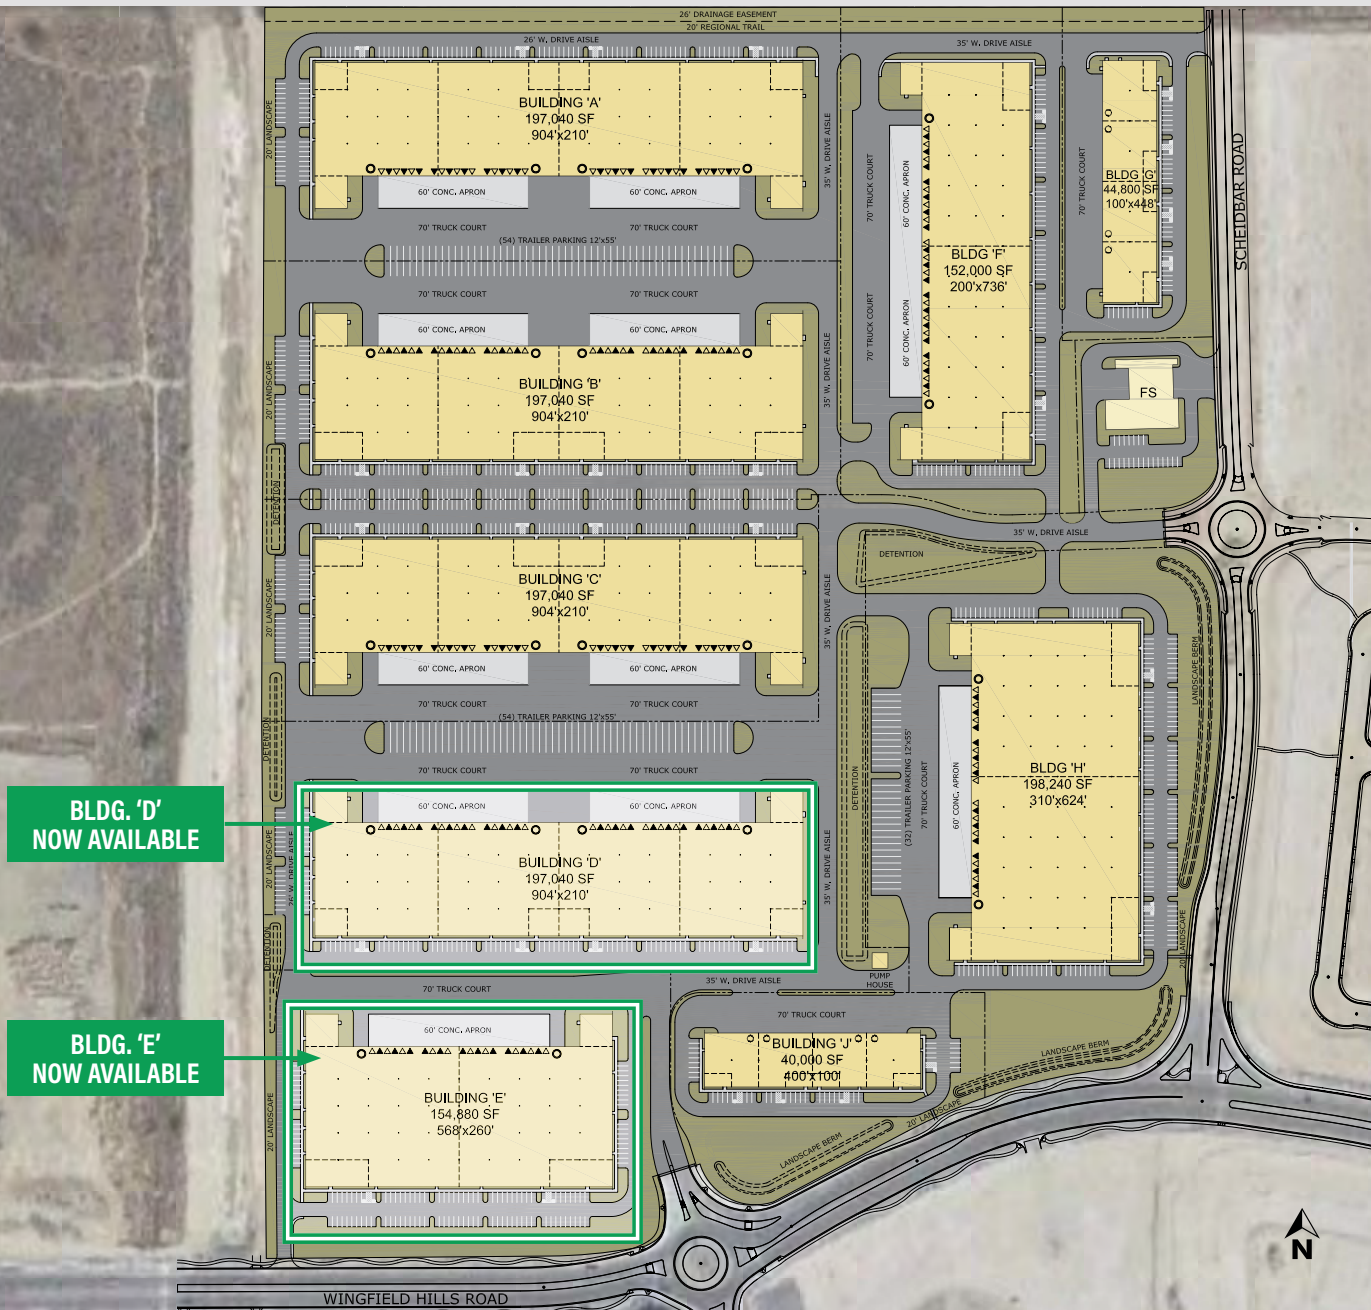 26' DRAINAGE EASEMENT
20' REGIONAL TRAIL
26' W. DRIVE AISLE
35' W. DRIVE AISLE
20' LANDSCAPE
BUILDING 'A'
197,040 SF
904'x210'
35' W. DRIVE AISLE
60' CONC. APRON
60' CONC. APRON
70' TRUCK COURT
70' TRUCK COURT
(54) TRAILER PARKING 12'x55'
70' TRUCK COURT
60' CONC. APRON
70' TRUCK COURT
60' CONC. APRON
BLDG 'F'
152,000 SF
200'x736'
70' TRUCK COURT
BLDG 'G'
44,800 SF
100'x448'
SCHEIDBAR ROAD
FS
70' TRUCK COURT
70' TRUCK COURT
60' CONC. APRON
60' CONC. APRON
20' LANDSCAPE
BUILDING 'B'
197,040 SF
904'x210'
35' W. DRIVE AISLE
DETENTION
35' W. DRIVE AISLE
DETENTION
20' LANDSCAPE
BUILDING 'C'
197,040 SF
904'x210'
35' W. DRIVE AISLE
60' CONC. APRON
60' CONC. APRON
70' TRUCK COURT
70' TRUCK COURT
(54) TRAILER PARKING 12'x55'
DETENTION
70' TRUCK COURT
70' TRUCK COURT
DETENTION
(32) TRAILER PARKING 12'x55'
70' TRUCK COURT
60' CONC. APRON
BLDG 'H'
198,240 SF
310'x624'
LANDSCAPE BERM
20' LANDSCAPE
BLDG. 'D'
NOW AVAILABLE
60' CONC. APRON
60' CONC. APRON
20' LANDSCAPE
26' W. DRIVE AISLE
BUILDING 'D'
197,040 SF
904'x210'
35' W. DRIVE AISLE
DETENTION
PUMP
HOUSE
70' TRUCK COURT
35' W. DRIVE AISLE
70' TRUCK COURT
BLDG. 'E'
NOW AVAILABLE
60' CONC. APRON
20' LANDSCAPE
BUILDING 'E'
154,880 SF
568'x260'
BUILDING 'J'
40,000 SF
400'x100'
LANDSCAPE BERM
20' LANDSCAPE
LANDSCAPE BERM
N
WINGFIELD HILLS ROAD